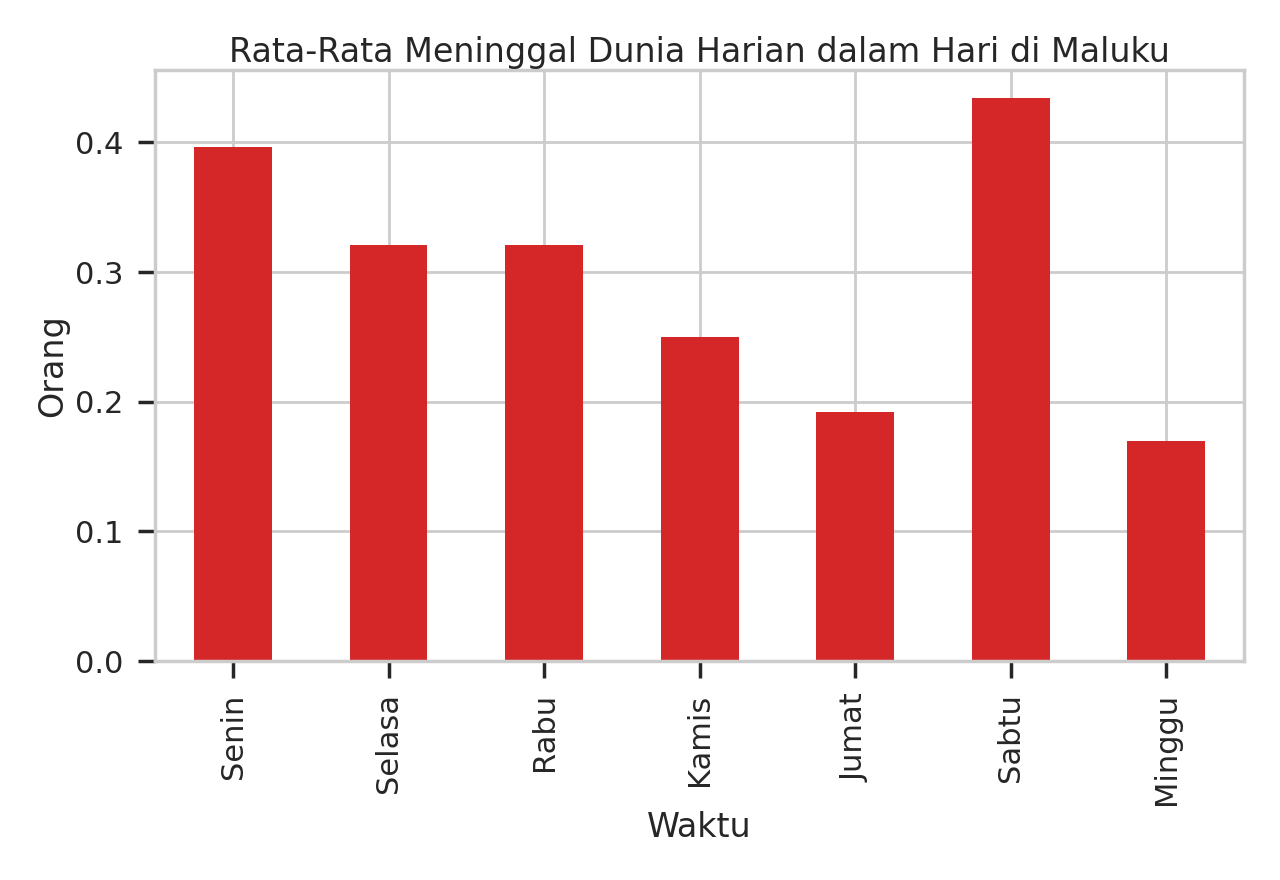 Rata-Rata Meninggal Dunia Harian dalam Hari di Maluku
0.4
0.3
0.2
0.1
0.0
Orang
Senin
Selasa
Rabu
Kamis
Jumat
Sabtu
Minggu
Waktu